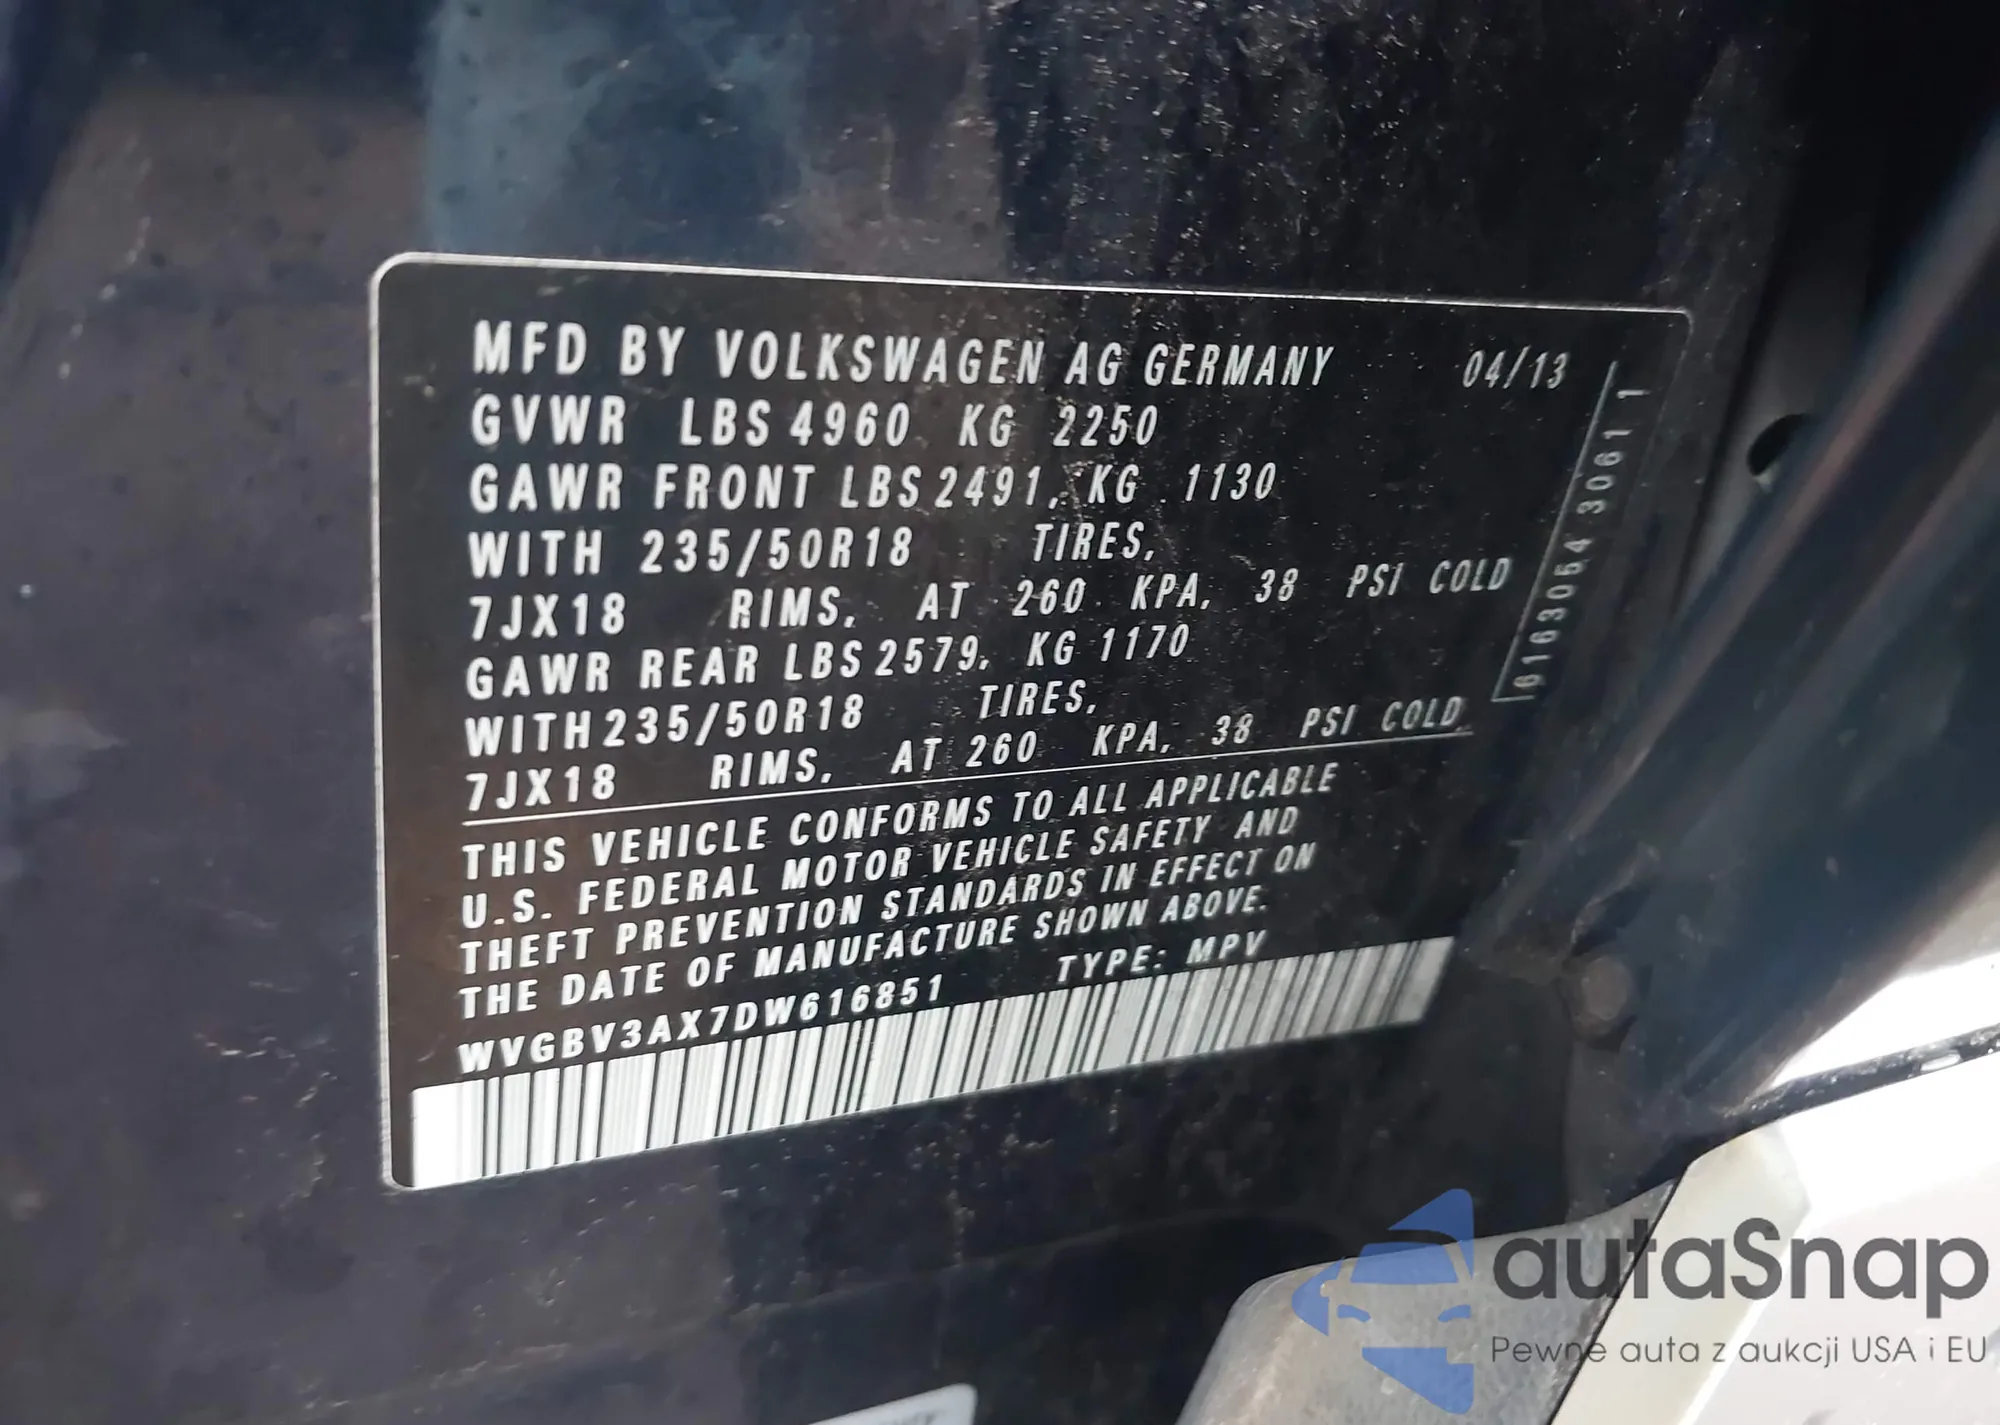 MFD BY VOLKSWAGEN AG GERMANY 04/13
GVWR LBS 4960 KG 2250
GAWR FRONT LBS 2491, KG 1130
WITH 235/50R18 TIRES,
7JX18 RIMS, AT 260 KPA, 38 PSI COLD
GAWR REAR LBS 2579, KG 1170
WITH 235/50R18 TIRES,
7JX18 RIMS, AT 260 KPA, 38 PSI COLD
THIS VEHICLE CONFORMS TO ALL APPLICABLE
U.S. FEDERAL MOTOR VEHICLE SAFETY AND
THEFT PREVENTION STANDARDS IN EFFECT ON
THE DATE OF MANUFACTURE SHOWN ABOVE.
WVGBV3AX7DW616851 TYPE: MPV
9163054 30611
autaSnap
Pewne auta z aukcji USA i EU